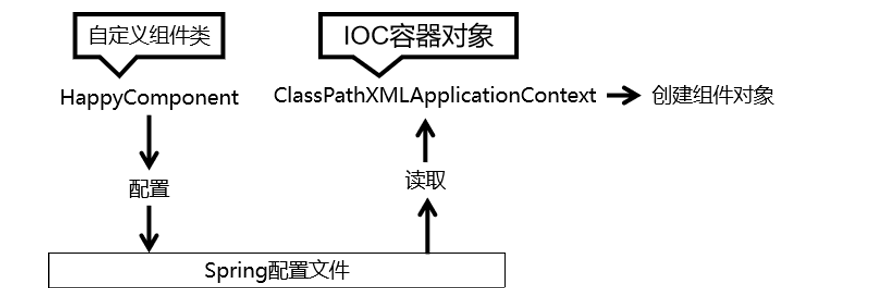 自定义组件类
IOC容器对象
HappyComponent
ClassPathXMLApplicationContext
创建组件对象
配置
读取
Spring配置文件